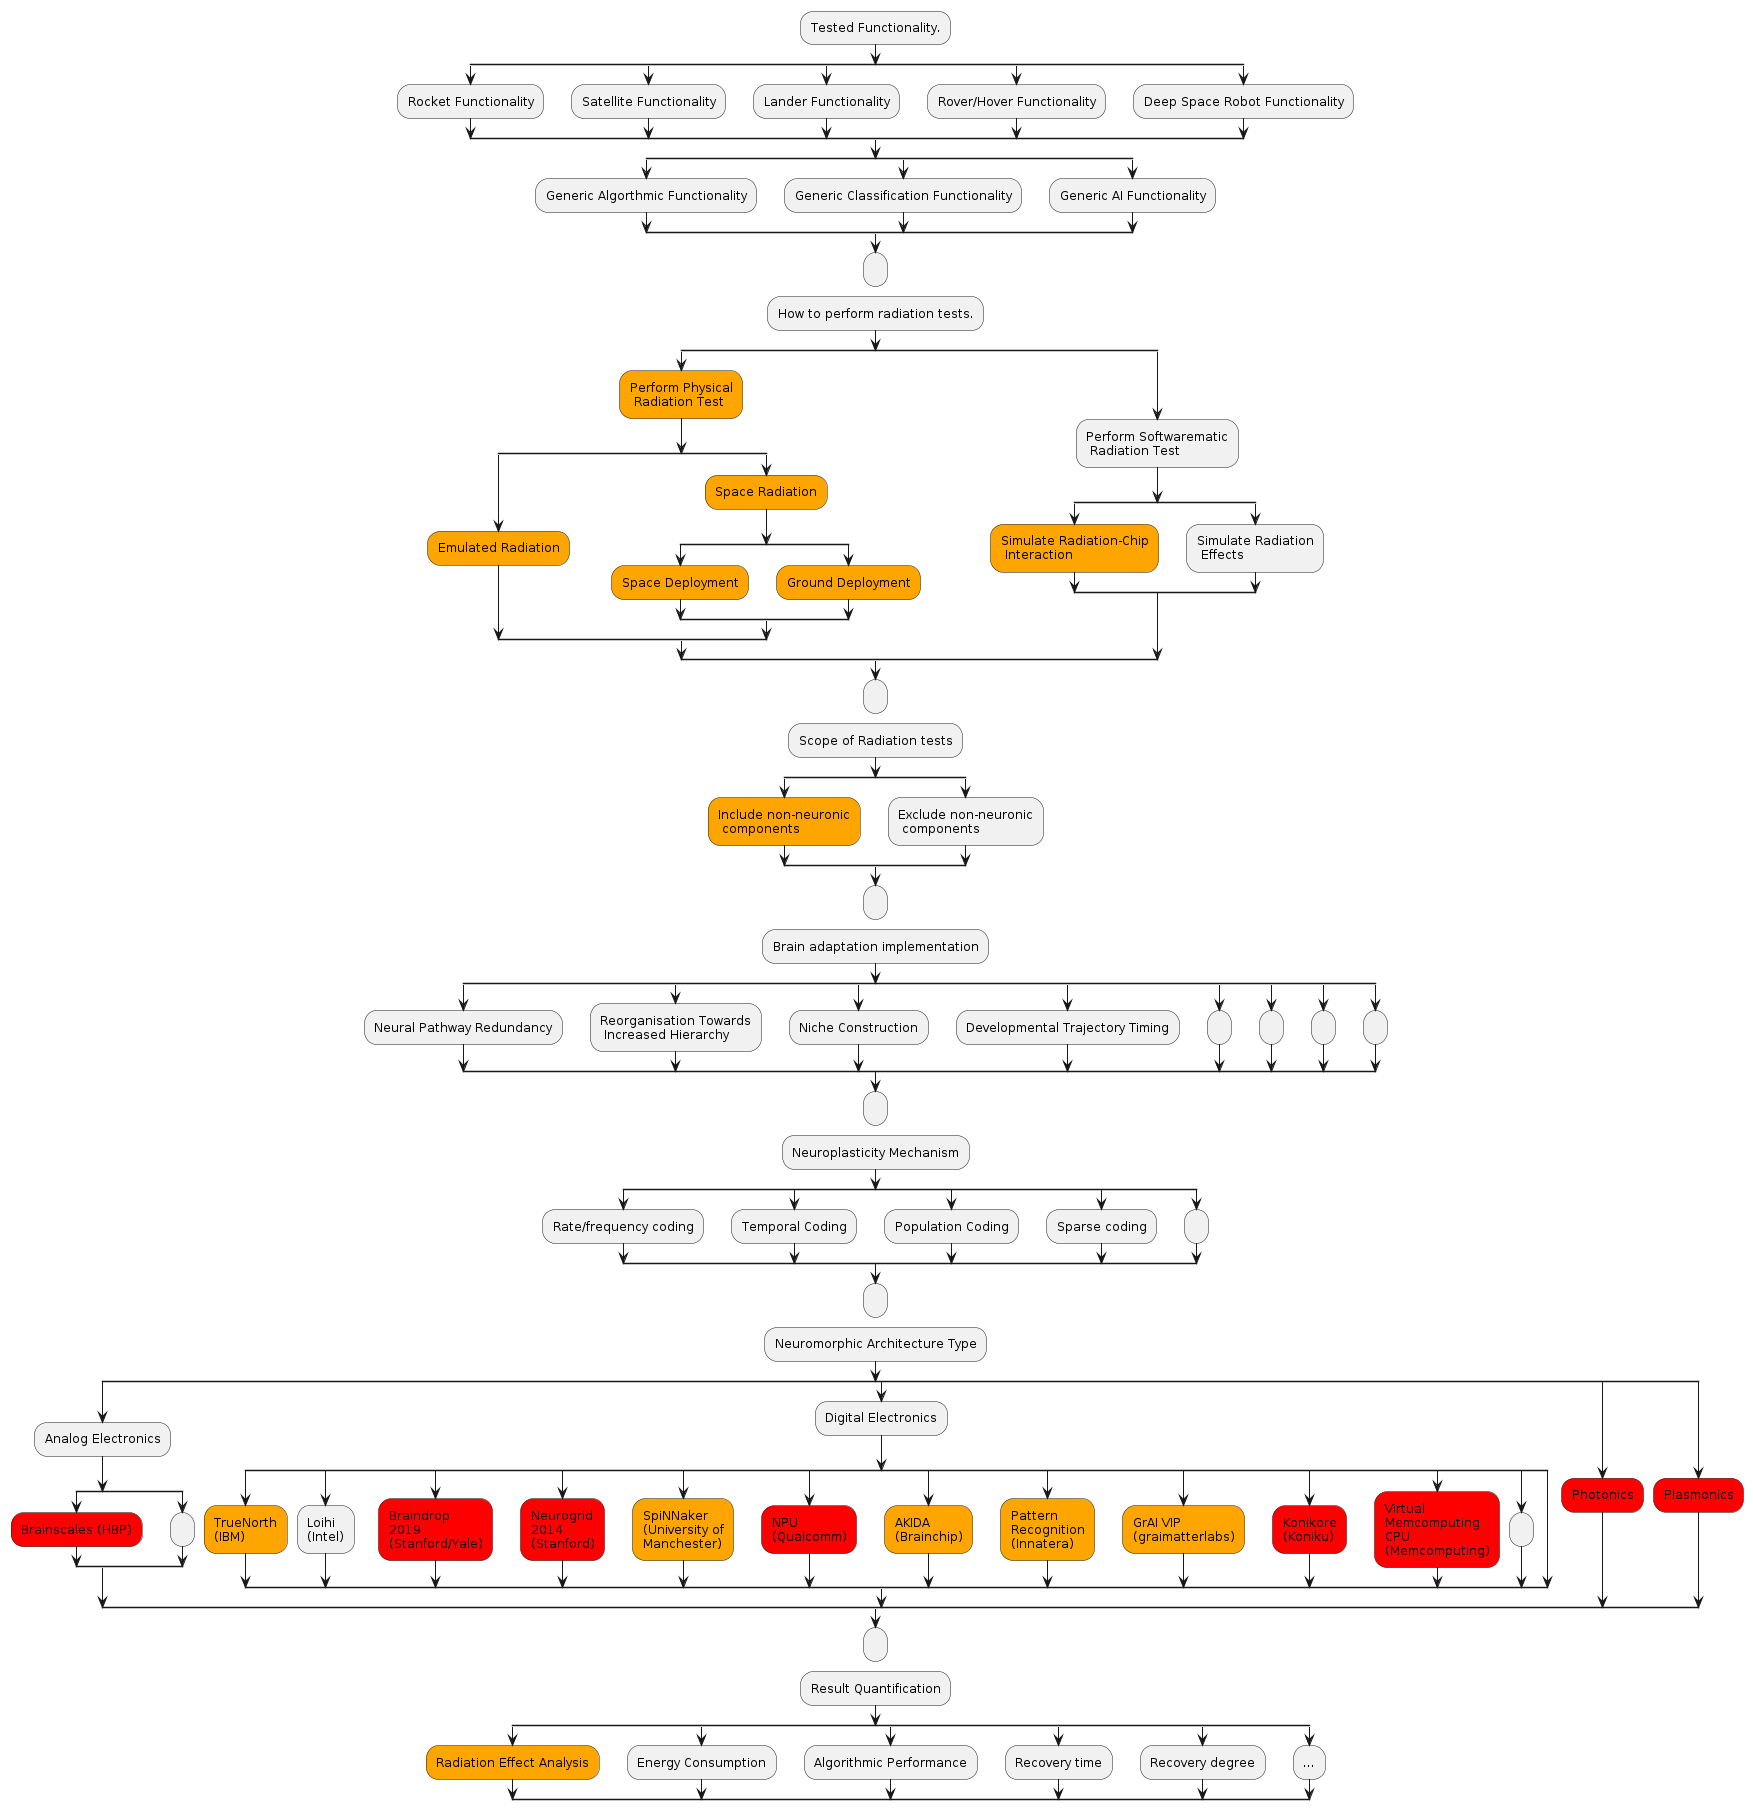 Tested Functionality.
Rocket Functionality
Satellite Functionality
Lander Functionality
Rover/Hover Functionality
Deep Space Robot Functionality
Generic Algorthmic Functionality
Generic Classification Functionality
Generic AI Functionality
How to perform radiation tests.
Perform Physical
Radiation Test
Perform Softwarematic
Radiation Test
Space Radiation
Emulated Radiation
Space Deployment
Ground Deployment
Simulate Radiation-Chip
Interaction
Simulate Radiation
Effects
Scope of Radiation tests
Include non-neuronic
components
Exclude non-neuronic
components
Brain adaptation implementation
Neural Pathway Redundancy
Reorganisation Towards
Increased Hierarchy
Niche Construction
Developmental Trajectory Timing
Neuroplasticity Mechanism
Rate/frequency coding
Temporal Coding
Population Coding
Sparse coding
Neuromorphic Architecture Type
Analog Electronics
Brainscales (HBP)
Digital Electronics
TrueNorth
(IBM)
Loihi
(Intel)
Braindrop
2019
(Stanford/Yale)
Neurogrid
2014
(Stanford)
SpiNNaker
(University of
Manchester)
NPU
(Qualcomm)
AKIDA
(Brainchip)
Pattern
Recognition
(Innatera)
GrAI VIP
(graimatterlabs)
Konikore
(Koniku)
Virtual
Memcomputing
CPU
(Memcomputing)
Photonics
Plasmonics
Result Quantification
Radiation Effect Analysis
Energy Consumption
Algorithmic Performance
Recovery time
Recovery degree
...